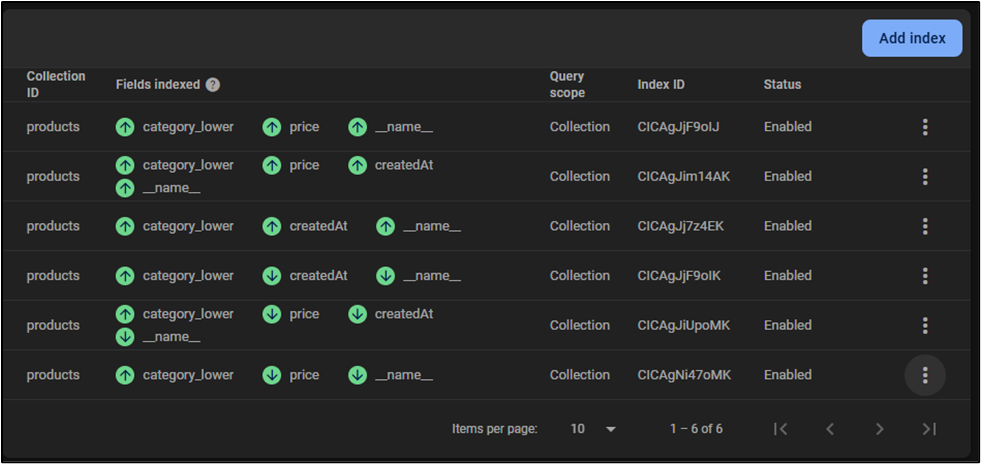 Add index
Collection ID Fields indexed ? Query scope Index ID Status
products category_lower price __name__ Collection CICAgJjF9oIJ Enabled
products category_lower price createdAt __name__ Collection CICAgJim14AK Enabled
products category_lower createdAt __name__ Collection CICAgJj7z4EK Enabled
products category_lower createdAt __name__ Collection CICAgJjF9oIK Enabled
products category_lower price createdAt __name__ Collection CICAgJiUpoMK Enabled
products category_lower price __name__ Collection CICAgNi47oMK Enabled
Items per page: 10 1 – 6 of 6